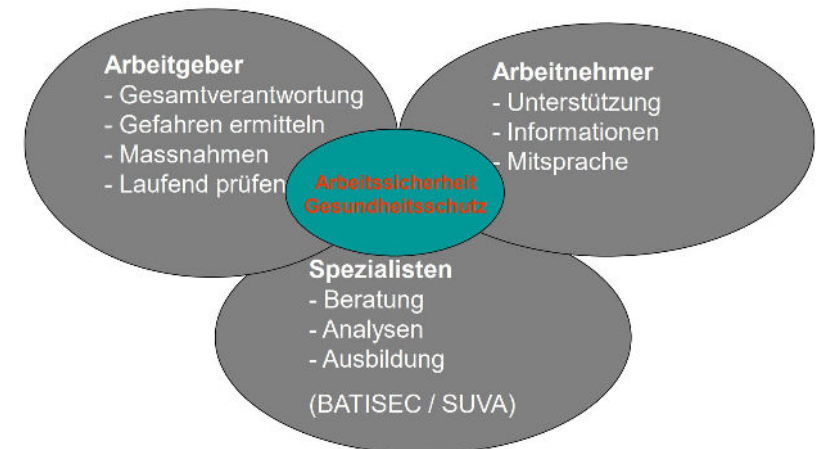 Arbeitgeber
- Gesamtverantwortung
- Gefahren ermitteln
- Massnahmen
- Laufend prüfen
Arbeitnehmer
- Unterstützung
- Informationen
- Mitsprache
Arbeitssicherheit
Gesundheitsschutz
Spezialisten
- Beratung
- Analysen
- Ausbildung
(BATISEC / SUVA)